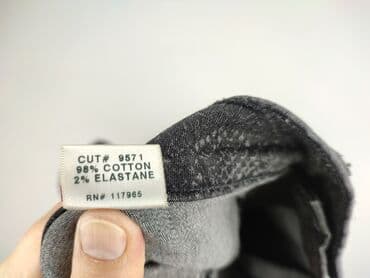 CUT# 9571
98% COTTON
2% ELASTANE
RN# 117965